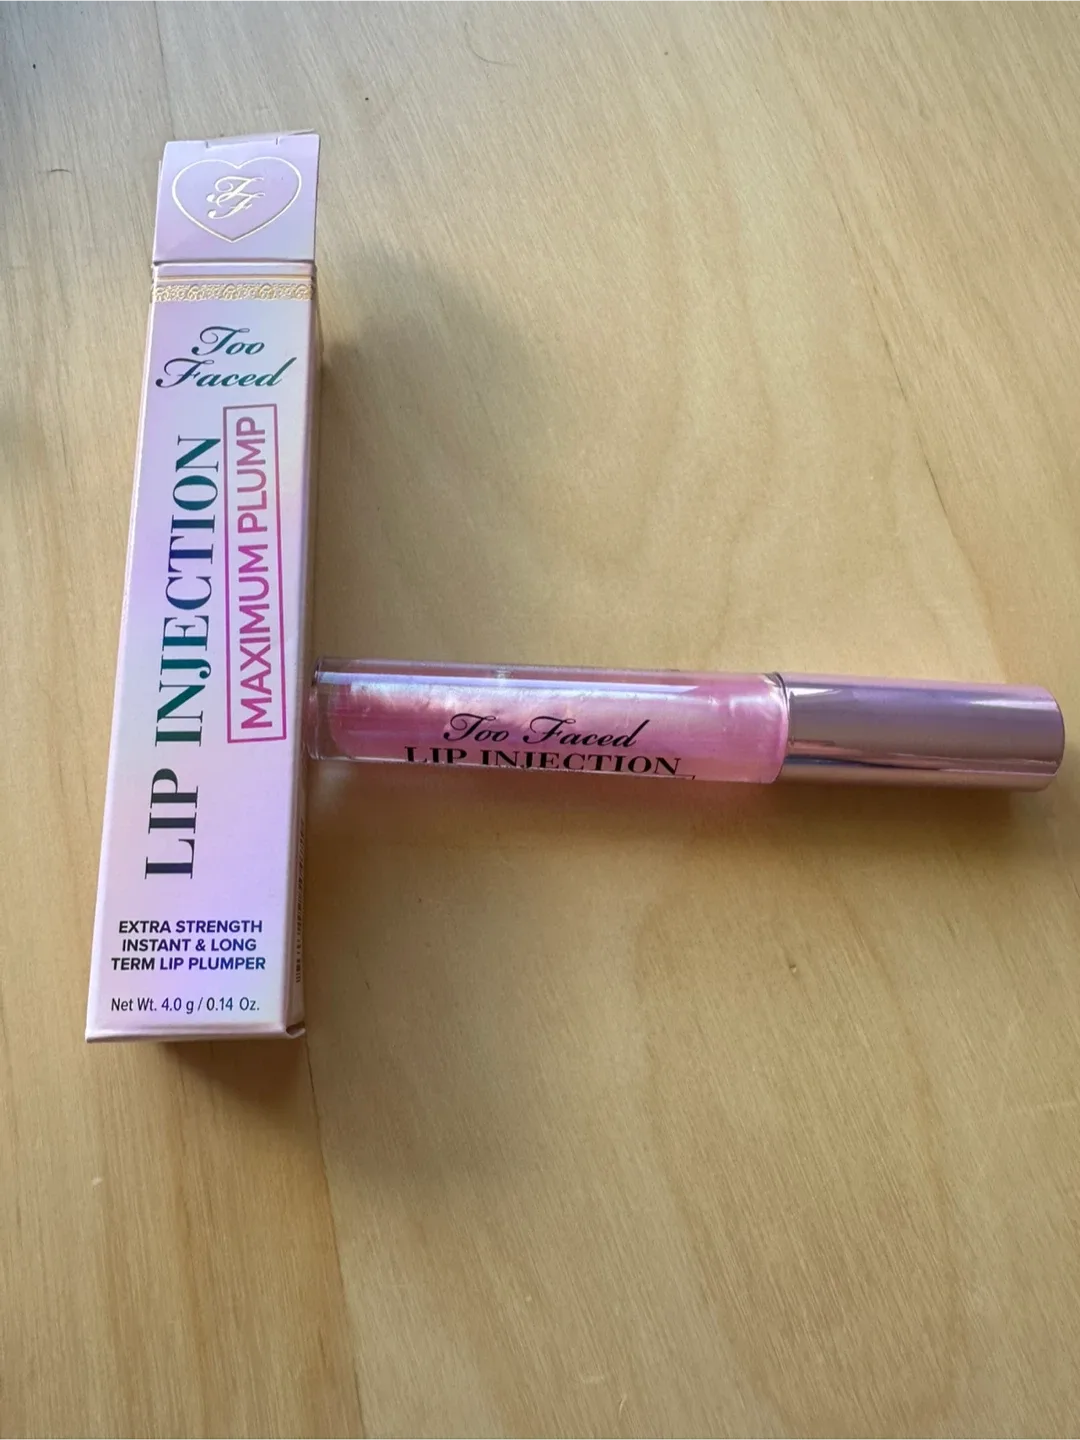 TF
Too
Faced
LIP INJECTION
MAXIMUM PLUMP
EXTRA STRENGTH
INSTANT & LONG
TERM LIP PLUMPER
Net Wt. 4.0 g / 0.14 Oz.
Too Faced
LIP INJECTION